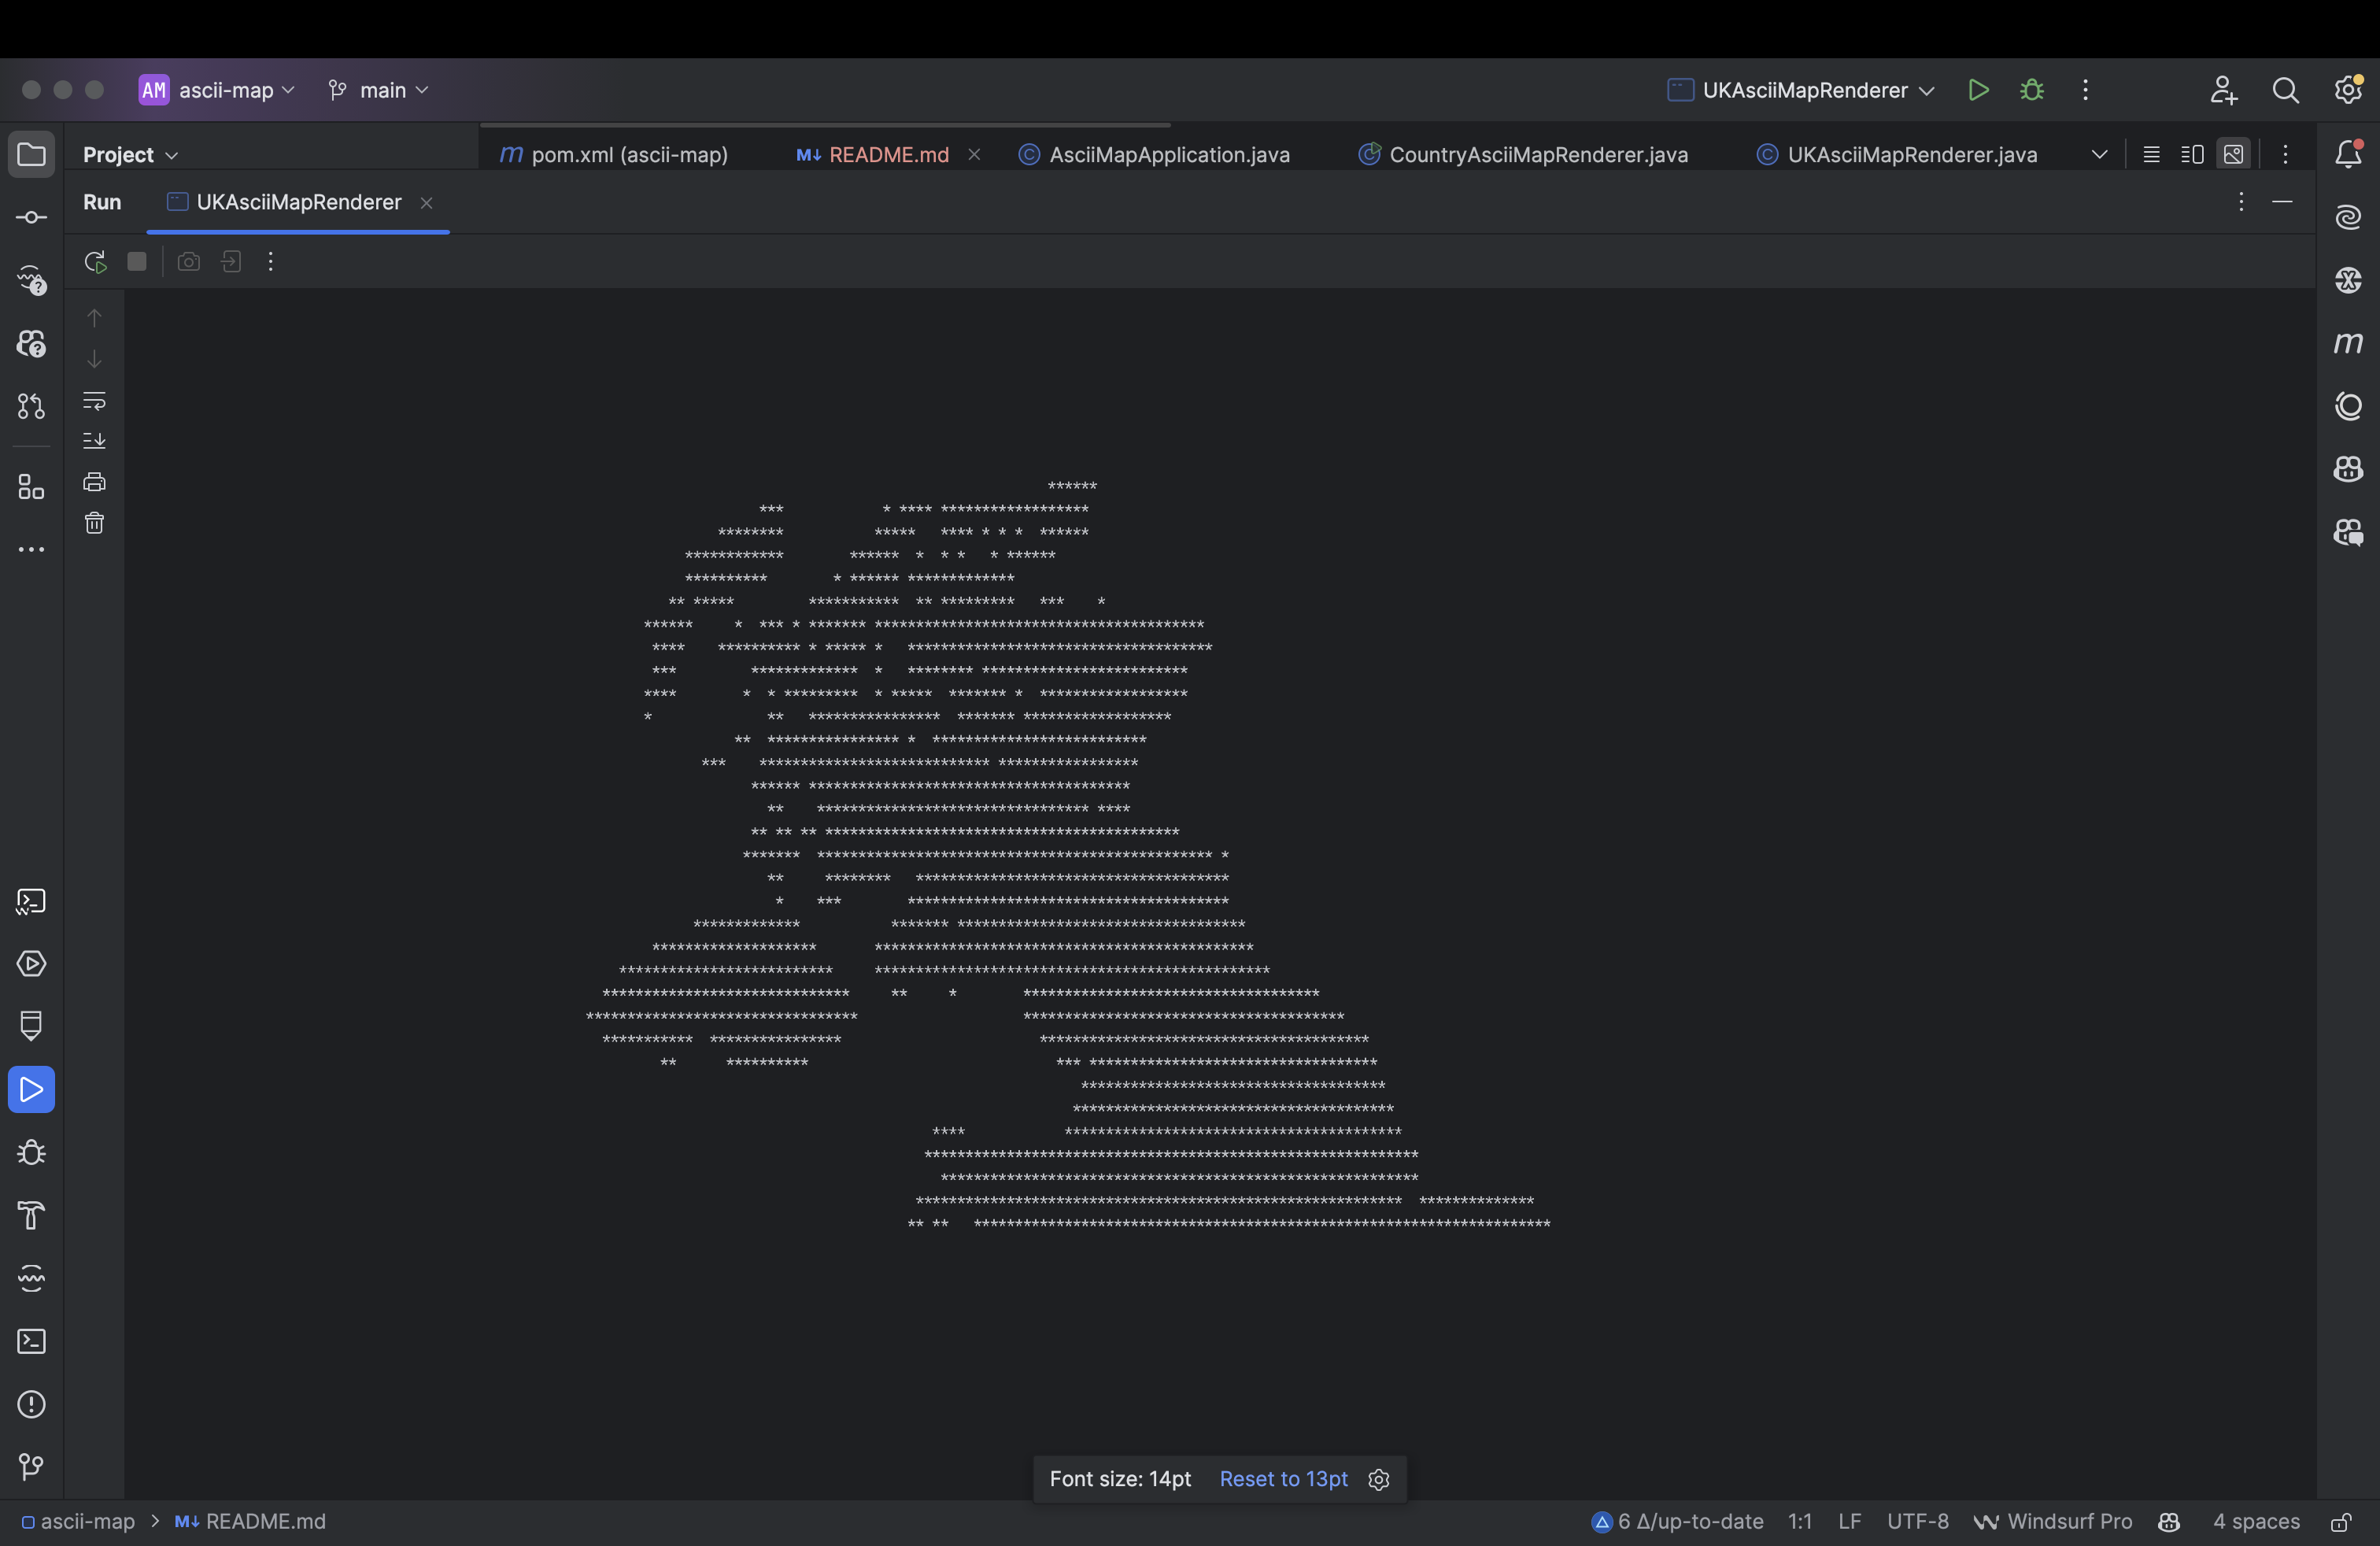 AM ascii-map
main
UKAsciiMapRenderer
Project
m pom.xml (ascii-map)
M↓ README.md
AsciiMapApplication.java
CountryAsciiMapRenderer.java
UKAsciiMapRenderer.java
Run
UKAsciiMapRenderer
Font size: 14pt
Reset to 13pt
ascii-map > M↓ README.md
6 Δ/up-to-date
1:1
LF
UTF-8
Windsurf Pro
4 spaces